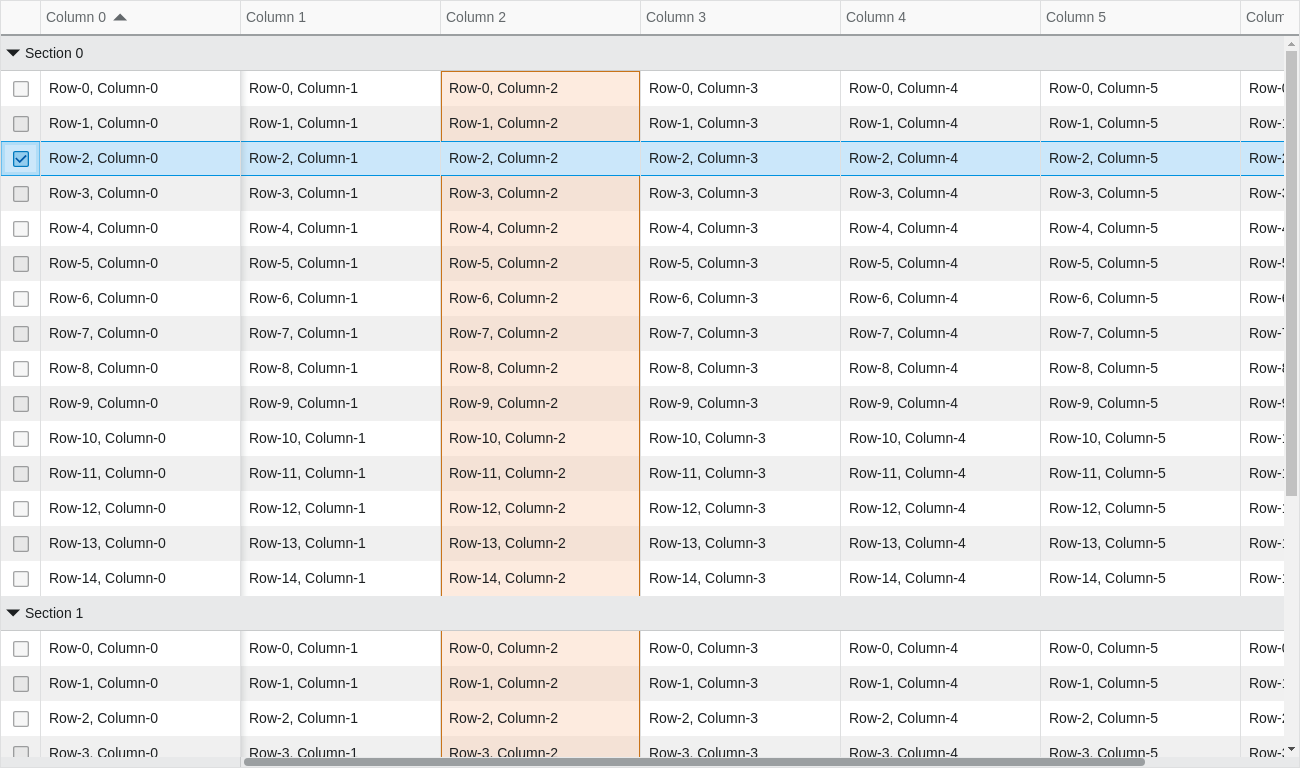 Column 0 Column 1 Column 2 Column 3 Column 4 Column 5 Colum
Section 0
Row-0, Column-0 Row-0, Column-1 Row-0, Column-2 Row-0, Column-3 Row-0, Column-4 Row-0, Column-5 Row-0
Row-1, Column-0 Row-1, Column-1 Row-1, Column-2 Row-1, Column-3 Row-1, Column-4 Row-1, Column-5 Row-1
Row-2, Column-0 Row-2, Column-1 Row-2, Column-2 Row-2, Column-3 Row-2, Column-4 Row-2, Column-5 Row-2
Row-3, Column-0 Row-3, Column-1 Row-3, Column-2 Row-3, Column-3 Row-3, Column-4 Row-3, Column-5 Row-3
Row-4, Column-0 Row-4, Column-1 Row-4, Column-2 Row-4, Column-3 Row-4, Column-4 Row-4, Column-5 Row-4
Row-5, Column-0 Row-5, Column-1 Row-5, Column-2 Row-5, Column-3 Row-5, Column-4 Row-5, Column-5 Row-5
Row-6, Column-0 Row-6, Column-1 Row-6, Column-2 Row-6, Column-3 Row-6, Column-4 Row-6, Column-5 Row-6
Row-7, Column-0 Row-7, Column-1 Row-7, Column-2 Row-7, Column-3 Row-7, Column-4 Row-7, Column-5 Row-7
Row-8, Column-0 Row-8, Column-1 Row-8, Column-2 Row-8, Column-3 Row-8, Column-4 Row-8, Column-5 Row-8
Row-9, Column-0 Row-9, Column-1 Row-9, Column-2 Row-9, Column-3 Row-9, Column-4 Row-9, Column-5 Row-9
Row-10, Column-0 Row-10, Column-1 Row-10, Column-2 Row-10, Column-3 Row-10, Column-4 Row-10, Column-5 Row-1
Row-11, Column-0 Row-11, Column-1 Row-11, Column-2 Row-11, Column-3 Row-11, Column-4 Row-11, Column-5 Row-1
Row-12, Column-0 Row-12, Column-1 Row-12, Column-2 Row-12, Column-3 Row-12, Column-4 Row-12, Column-5 Row-1
Row-13, Column-0 Row-13, Column-1 Row-13, Column-2 Row-13, Column-3 Row-13, Column-4 Row-13, Column-5 Row-1
Row-14, Column-0 Row-14, Column-1 Row-14, Column-2 Row-14, Column-3 Row-14, Column-4 Row-14, Column-5 Row-1
Section 1
Row-0, Column-0 Row-0, Column-1 Row-0, Column-2 Row-0, Column-3 Row-0, Column-4 Row-0, Column-5 Row-0
Row-1, Column-0 Row-1, Column-1 Row-1, Column-2 Row-1, Column-3 Row-1, Column-4 Row-1, Column-5 Row-1
Row-2, Column-0 Row-2, Column-1 Row-2, Column-2 Row-2, Column-3 Row-2, Column-4 Row-2, Column-5 Row-2
Row-3, Column-0 Row-3, Column-1 Row-3, Column-2 Row-3, Column-3 Row-3, Column-4 Row-3, Column-5 Row-3